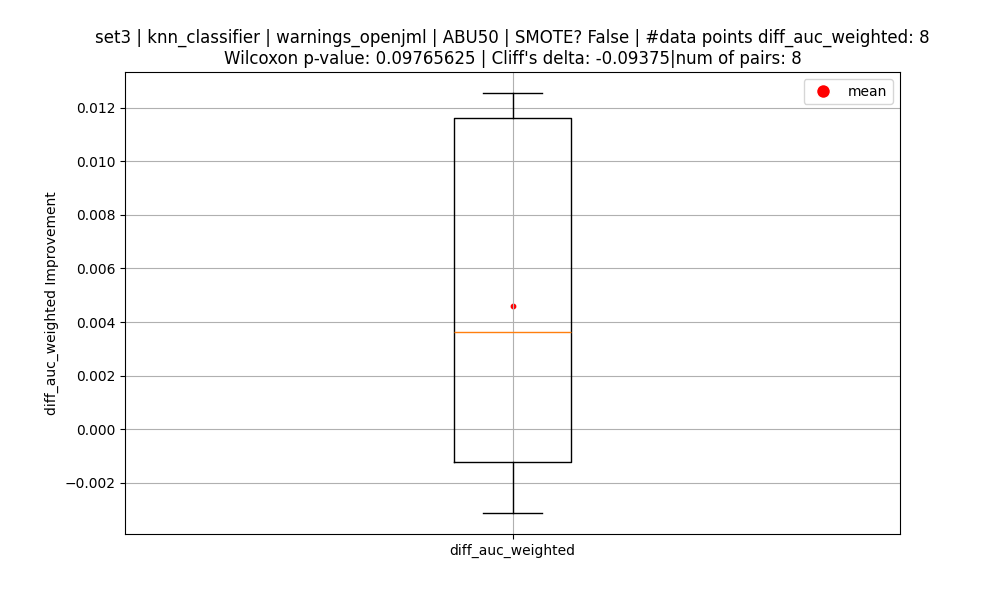 set3 | knn_classifier | warnings_openjml | ABU50 | SMOTE? False | #data points diff_auc_weighted: 8
Wilcoxon p-value: 0.09765625 | Cliff's delta: -0.09375|num of pairs: 8
mean
0.012
0.010
0.008
0.006
0.004
0.002
0.000
−0.002
diff_auc_weighted Improvement
diff_auc_weighted